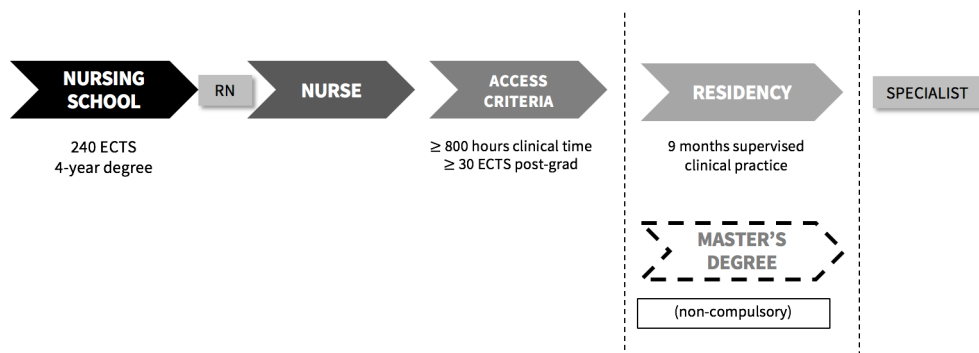 NURSING
SCHOOL
RN
NURSE
ACCESS
CRITERIA
RESIDENCY
SPECIALIST
240 ECTS
4-year degree
≥ 800 hours clinical time
≥ 30 ECTS post-grad
9 months supervised
clinical practice
MASTER'S
DEGREE
(non-compulsory)